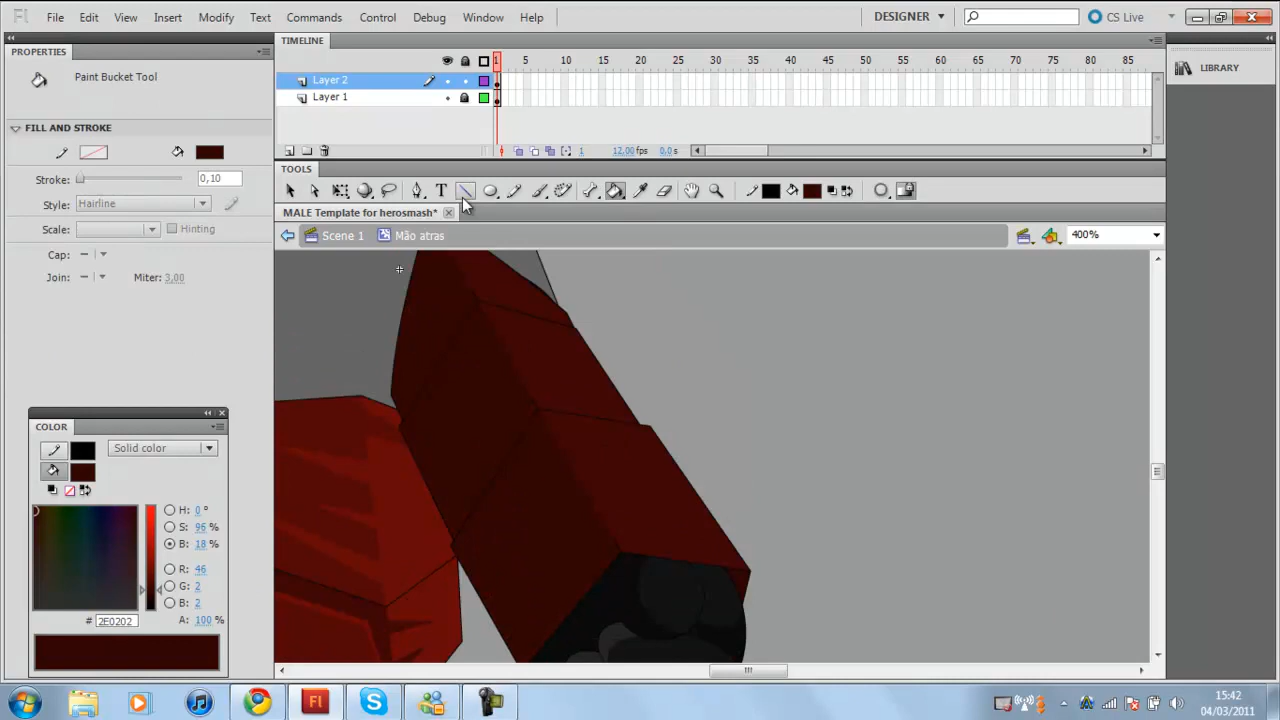 Fl File Edit View Insert Modify Text Commands Control Debug Window Help DESIGNER CS Live
PROPERTIES
Paint Bucket Tool
FILL AND STROKE
Stroke: 0,10
Style: Hairline
Scale: Hinting
Cap:
Join: Miter: 3,00
COLOR
Solid color
H: 0 °
S: 96 %
B: 18 %
R: 46
G: 2
B: 2
# 2E0202 A: 100 %
TIMELINE
1 5 10 15 20 25 30 35 40 45 50 55 60 65 70 75 80 85
Layer 2
Layer 1
1 12,00 fps 0,0 s
TOOLS
T
MALE Template for herosmash*
Scene 1 Mão atras 400%
LIBRARY
Fl
15:42
04/03/2011